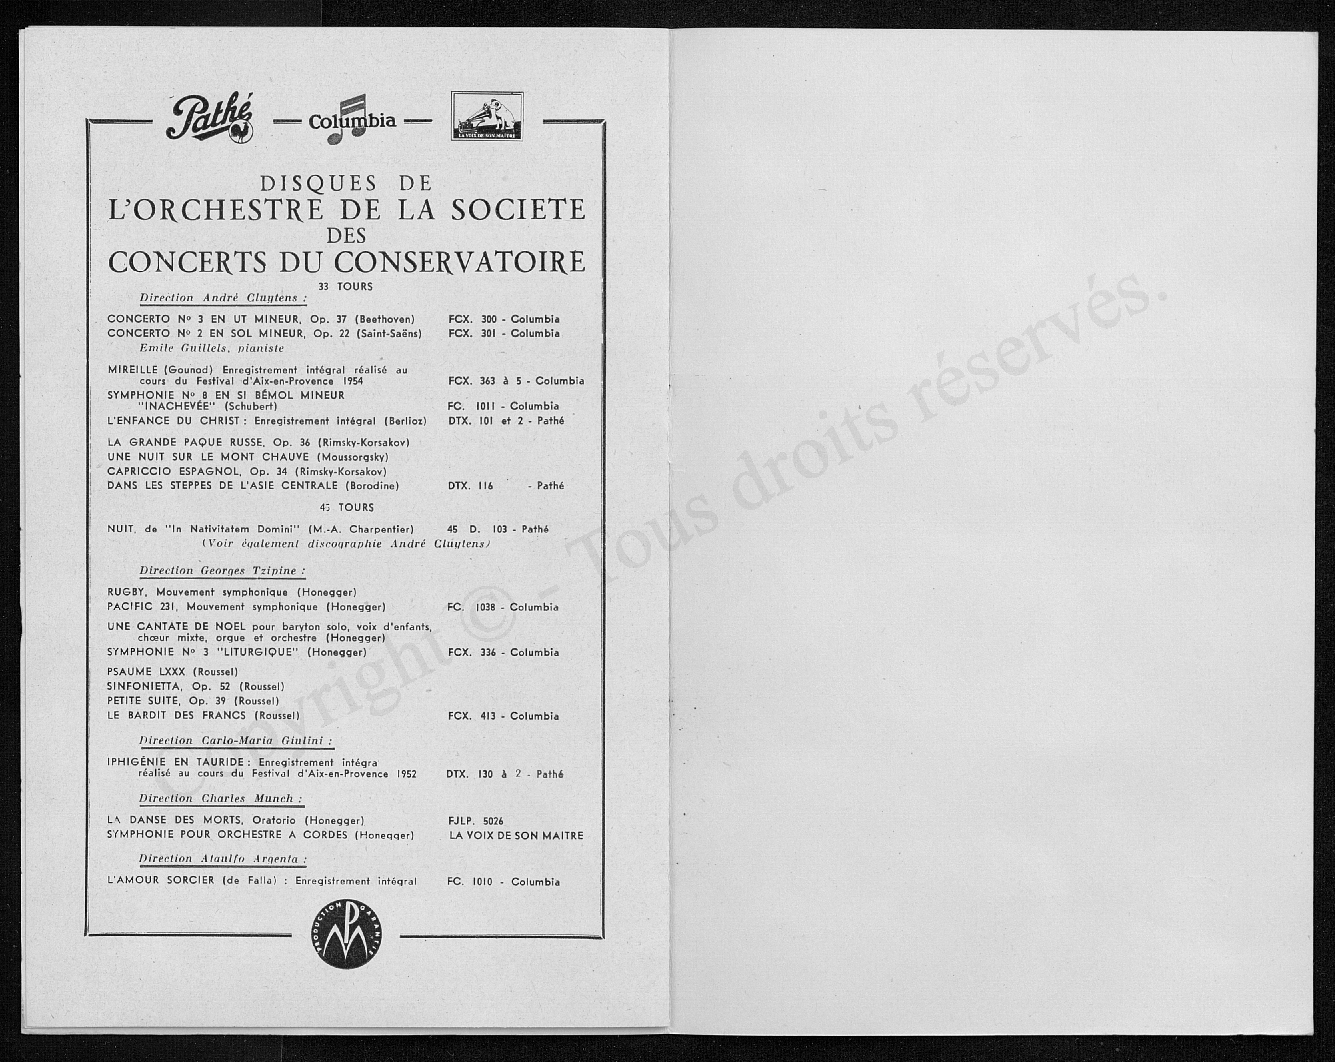 Pathé
Columbia
LA VOIX DE SON MAITRE
DISQUES DE
L'ORCHESTRE DE LA SOCIETE
DES
CONCERTS DU CONSERVATOIRE
33 TOURS
Direction André Cluytens :
CONCERTO Nº 3 EN UT MINEUR, Op. 37 (Beethoven) FCX. 300 - Columbia
CONCERTO Nº 2 EN SOL MINEUR, Op. 22 (Saint-Saëns) FCX. 301 - Columbia
Emile Guillels, pianiste
MIREILLE (Gounod) Enregistrement intégral réalisé au
cours du Festival d'Aix-en-Provence 1954 FCX. 363 à 5 - Columbia
SYMPHONIE Nº 8 EN SI BÉMOL MINEUR
"INACHEVÉE" (Schubert) FC. 1011 - Columbia
L'ENFANCE DU CHRIST : Enregistrement intégral (Berlioz) DTX. 101 et 2 - Pathé
LA GRANDE PAQUE RUSSE, Op. 36 (Rimsky-Korsakov)
UNE NUIT SUR LE MONT CHAUVE (Moussorgsky)
CAPRICCIO ESPAGNOL, Op. 34 (Rimsky-Korsakov)
DANS LES STEPPES DE L'ASIE CENTRALE (Borodine) DTX. 116 - Pathé
45 TOURS
NUIT, de "In Nativitatem Domini" (M.-A. Charpentier) 45 D. 103 - Pathé
(Voir également discographie André Cluytens)
Direction Georges Tzipine :
RUGBY, Mouvement symphonique (Honegger)
PACIFIC 231, Mouvement symphonique (Honegger) FC. 1038 - Columbia
UNE CANTATE DE NOEL pour baryton solo, voix d'enfants,
chœur mixte, orgue et orchestre (Honegger)
SYMPHONIE Nº 3 "LITURGIQUE" (Honegger) FCX. 336 - Columbia
PSAUME LXXX (Roussel)
SINFONIETTA, Op. 52 (Roussel)
PETITE SUITE, Op. 39 (Roussel)
LE BARDIT DES FRANCS (Roussel) FCX. 413 - Columbia
Direction Carlo-Maria Giulini :
IPHIGÉNIE EN TAURIDE : Enregistrement intégra
réalisé au cours du Festival d'Aix-en-Provence 1952 DTX. 130 à 2 - Pathé
Direction Charles Munch :
LA DANSE DES MORTS, Oratorio (Honegger) FJLP. 5026
SYMPHONIE POUR ORCHESTRE A CORDES (Honegger) LA VOIX DE SON MAITRE
Direction Ataulfo Argenta :
L'AMOUR SORCIER (de Falla) : Enregistrement intégral FC. 1010 - Columbia
PRODUCTION GARANTIE
PM
Copyright © - Tous droits réservés.